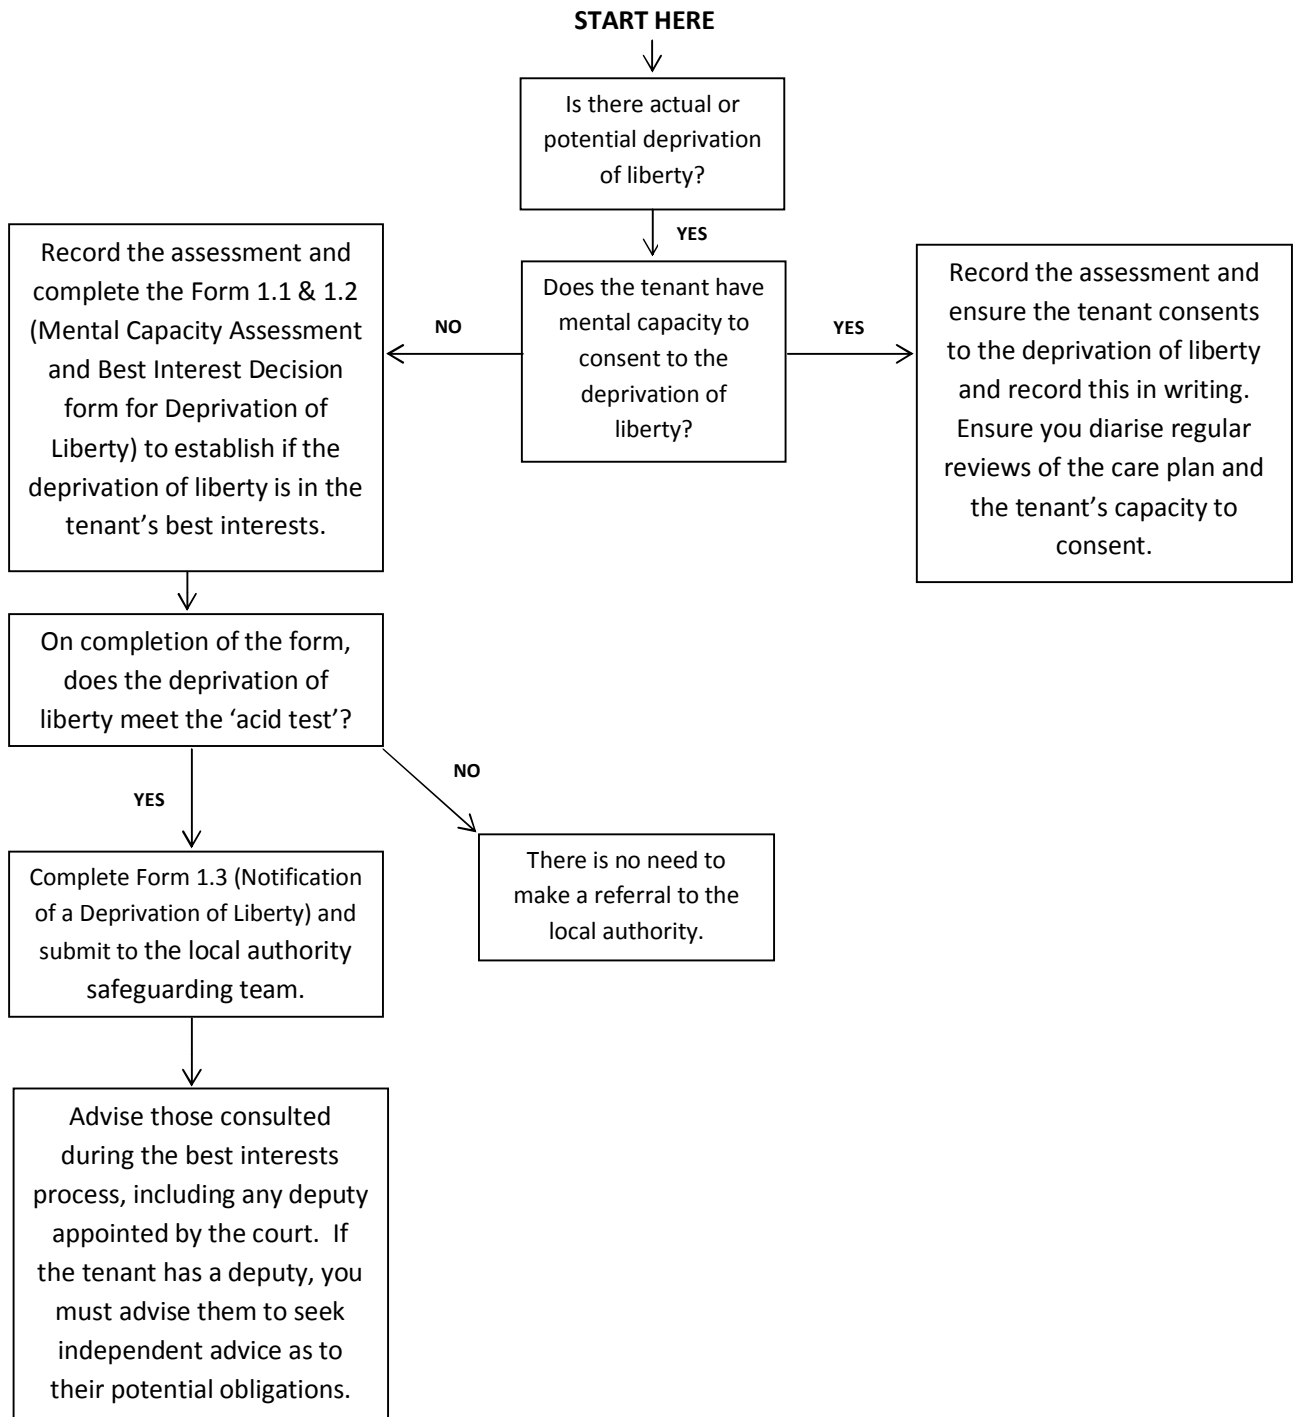 START HERE
Is there actual or
potential deprivation
of liberty?
YES
Does the tenant have
mental capacity to
consent to the
deprivation of
liberty?
NO
YES
Record the assessment and
complete the Form 1.1 & 1.2
(Mental Capacity Assessment
and Best Interest Decision
form for Deprivation of
Liberty) to establish if the
deprivation of liberty is in the
tenant’s best interests.
Record the assessment and
ensure the tenant consents
to the deprivation of liberty
and record this in writing.
Ensure you diarise regular
reviews of the care plan and
the tenant’s capacity to
consent.
On completion of the form,
does the deprivation of
liberty meet the ‘acid test’?
YES
NO
Complete Form 1.3 (Notification
of a Deprivation of Liberty) and
submit to the local authority
safeguarding team.
There is no need to
make a referral to the
local authority.
Advise those consulted
during the best interests
process, including any deputy
appointed by the court.  If
the tenant has a deputy, you
must advise them to seek
independent advice as to
their potential obligations.